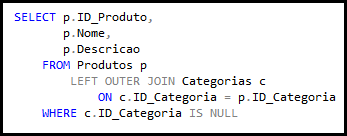 SELECT p.ID_Produto,
p.Nome,
p.Descricao
FROM Produtos p
LEFT OUTER JOIN Categorias c
ON c.ID_Categoria = p.ID_Categoria
WHERE c.ID_Categoria IS NULL